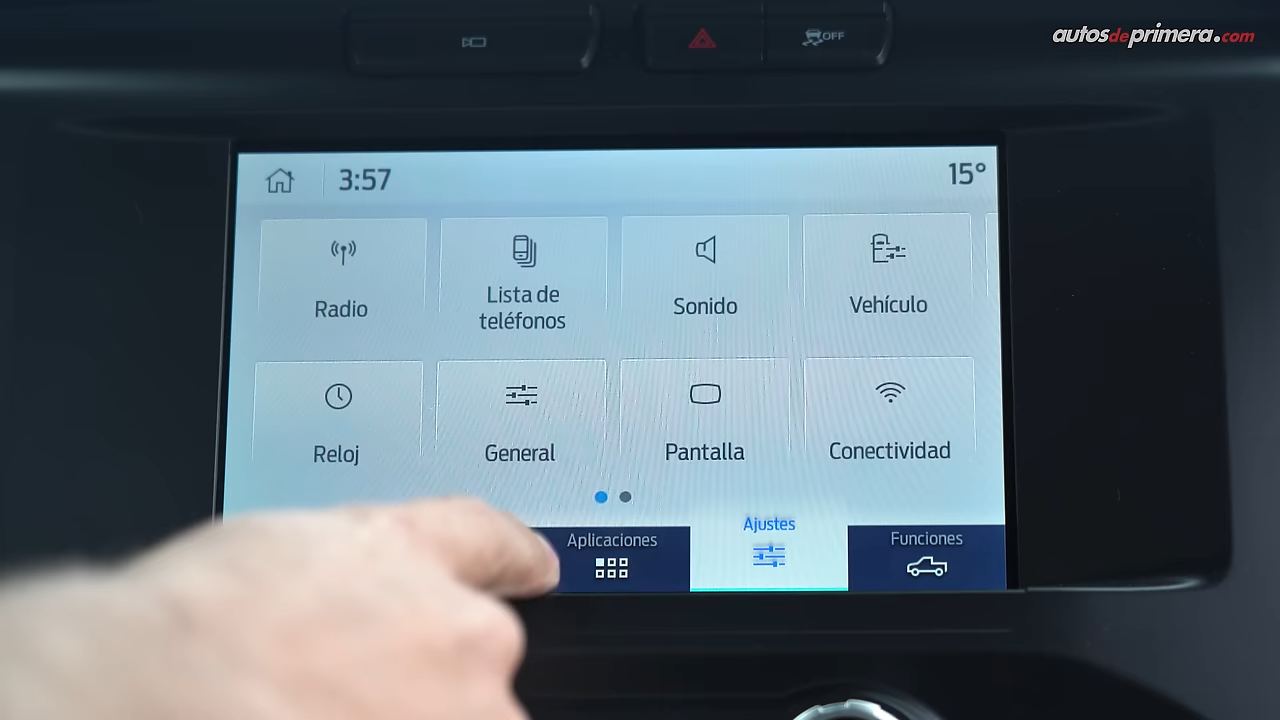 autosdeprimera.com
OFF
3:57
15°
Radio
Lista de
teléfonos
Sonido
Vehículo
Reloj
General
Pantalla
Conectividad
Aplicaciones
Ajustes
Funciones